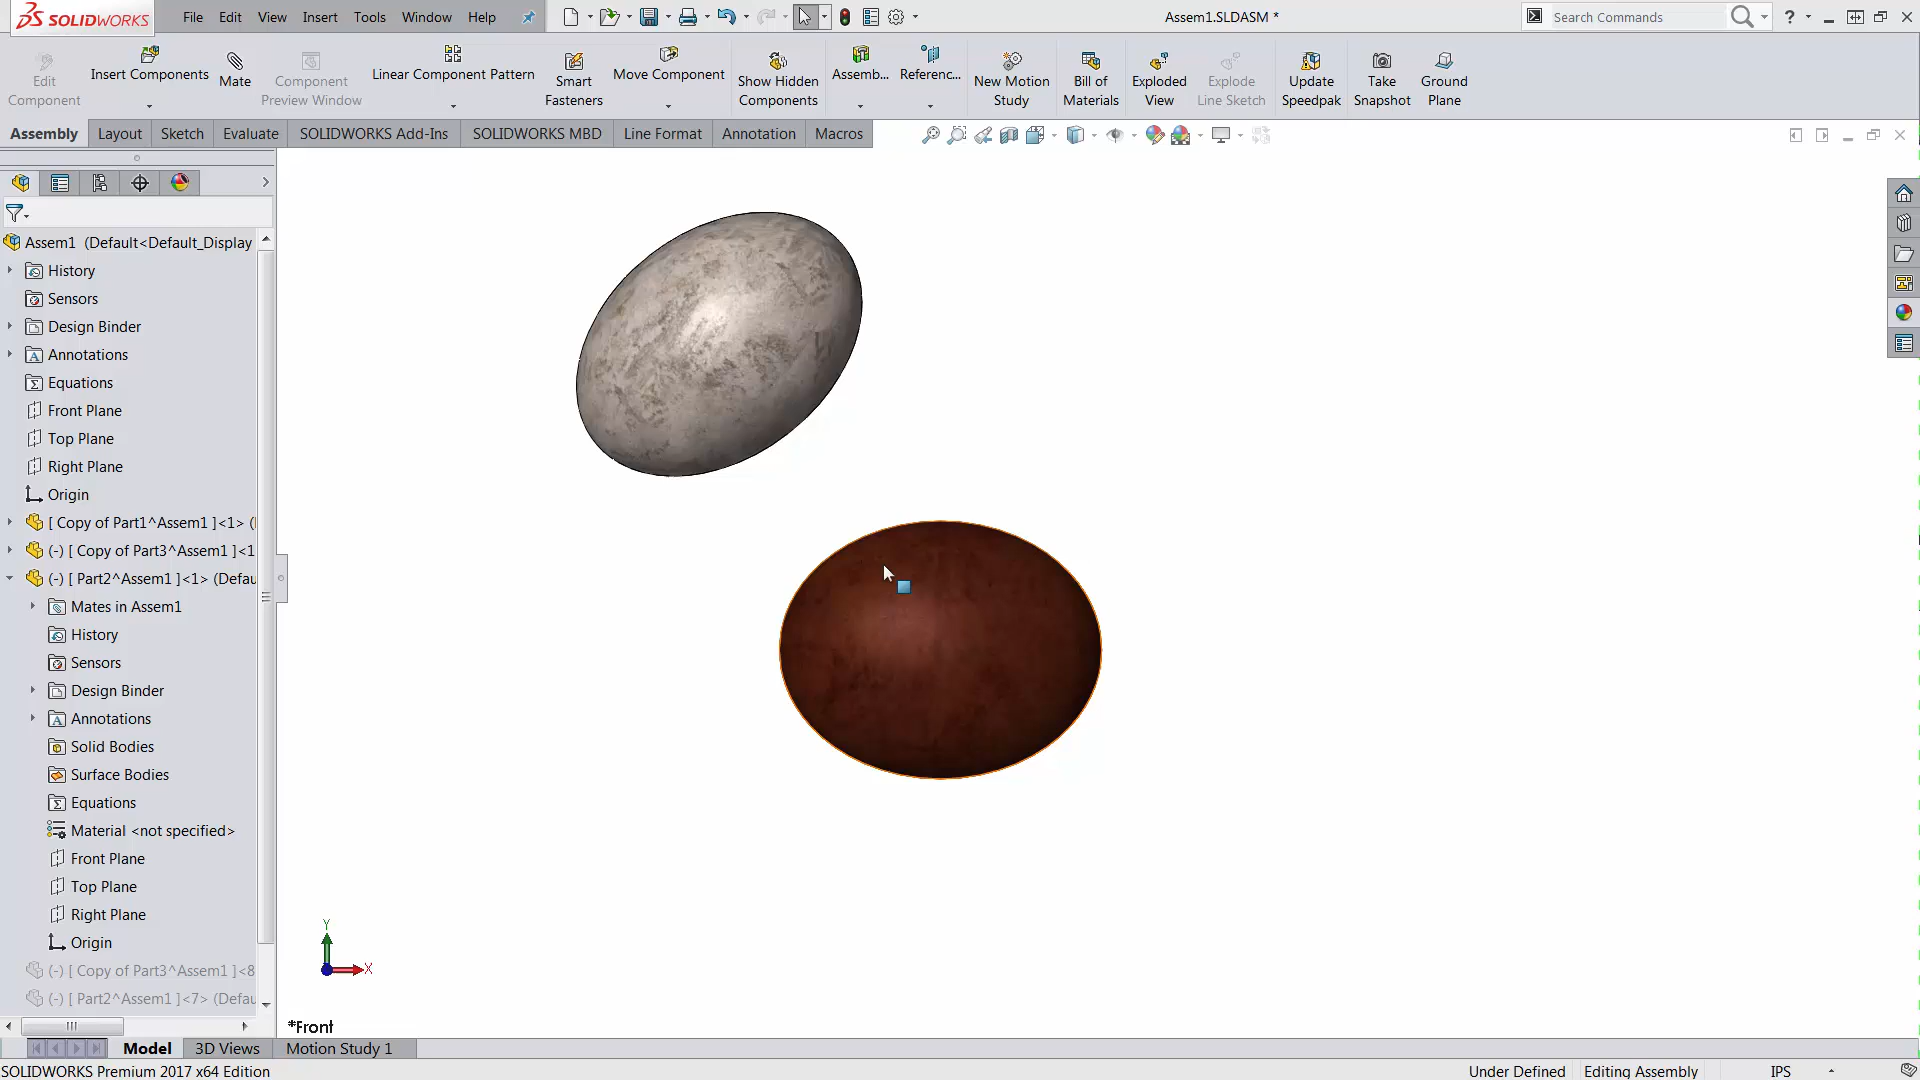 SOLIDWORKS
File Edit View Insert Tools Window Help
Assem1.SLDASM *
Search Commands
?
Edit Component
Insert Components
Mate
Component Preview Window
Linear Component Pattern
Smart Fasteners
Move Component
Show Hidden Components
Assemb...
Referenc...
New Motion Study
Bill of Materials
Exploded View
Explode Line Sketch
Update Speedpak
Take Snapshot
Ground Plane
Assembly Layout Sketch Evaluate SOLIDWORKS Add-Ins SOLIDWORKS MBD Line Format Annotation Macros
Assem1 (Default<Default_Display
History
Sensors
Design Binder
Annotations
Equations
Front Plane
Top Plane
Right Plane
Origin
[ Copy of Part1^Assem1 ]<1> (
(-) [ Copy of Part3^Assem1 ]<1
(-) [ Part2^Assem1 ]<1> (Defau
Mates in Assem1
History
Sensors
Design Binder
Annotations
Solid Bodies
Surface Bodies
Equations
Material <not specified>
Front Plane
Top Plane
Right Plane
Origin
(-) [ Copy of Part3^Assem1 ]<8
(-) [ Part2^Assem1 ]<7> (Defau
Y
X
*Front
Model 3D Views Motion Study 1
SOLIDWORKS Premium 2017 x64 Edition
Under Defined Editing Assembly IPS